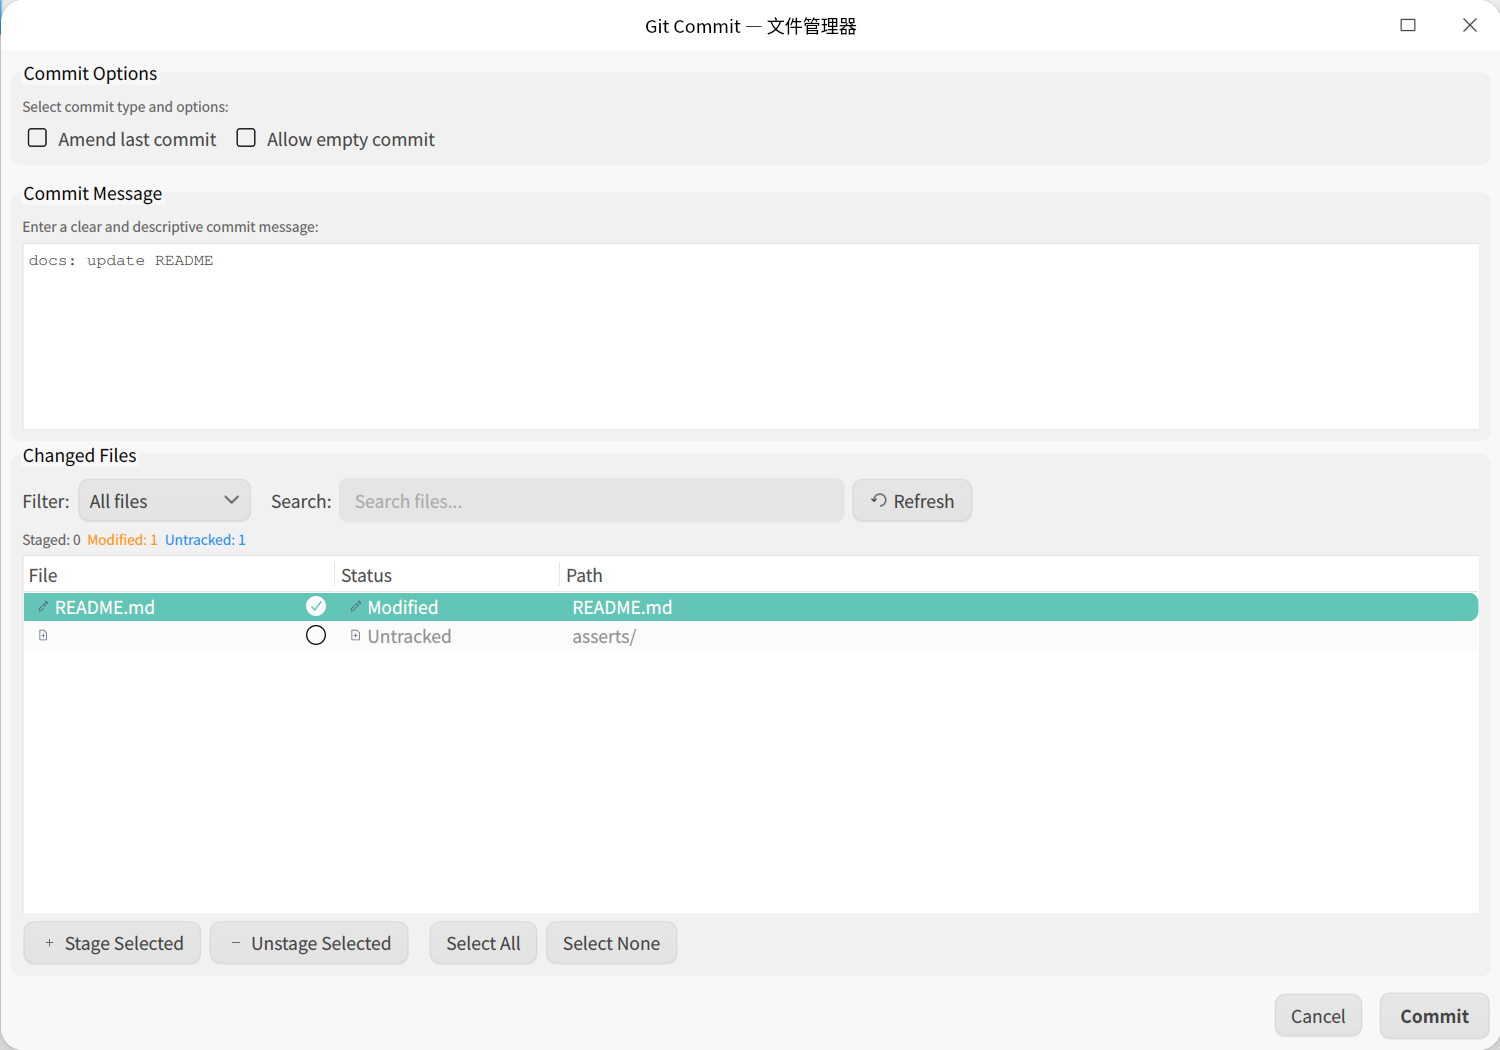 Git Commit — 文件管理器
Commit Options
Select commit type and options:
Amend last commit Allow empty commit
Commit Message
Enter a clear and descriptive commit message:
docs: update README
Changed Files
Filter: All files Search: Search files... Refresh
Staged: 0 Modified: 1 Untracked: 1
File Status Path
README.md Modified README.md
Untracked asserts/
+ Stage Selected − Unstage Selected Select All Select None
Cancel Commit